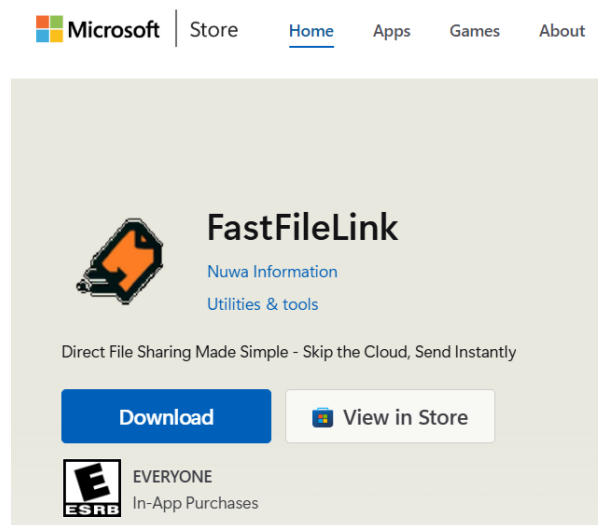 Microsoft Store Home Apps Games About
FastFileLink
Nuwa Information
Utilities & tools
Direct File Sharing Made Simple - Skip the Cloud, Send Instantly
Download View in Store
E
ESRB
EVERYONE
In-App Purchases